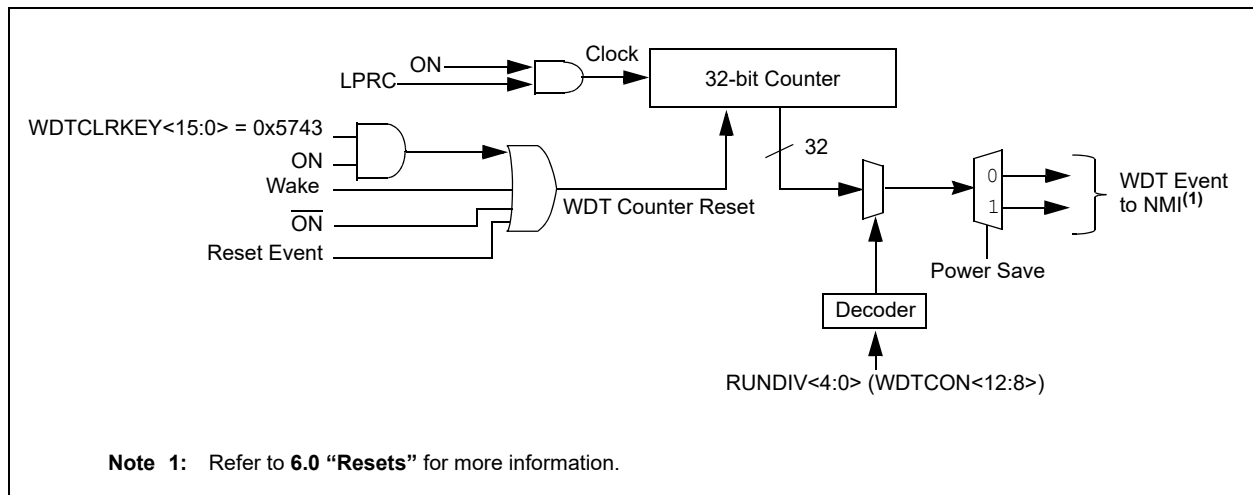 ON
LPRC
Clock
32-bit Counter
WDTCLRKEY<15:0> = 0x5743
ON
Wake
ON
Reset Event
WDT Counter Reset
32
0
1
WDT Event
to NMI(1)
Power Save
Decoder
RUNDIV<4:0> (WDTCON<12:8>)
Note 1: Refer to 6.0 “Resets” for more information.